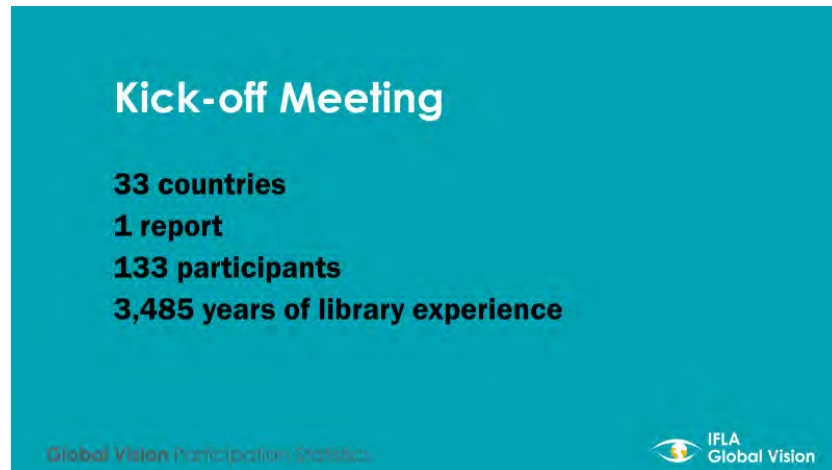 Kick-off Meeting
33 countries
1 report
133 participants
3,485 years of library experience
Global Vision Participation Statistics
IFLA
Global Vision